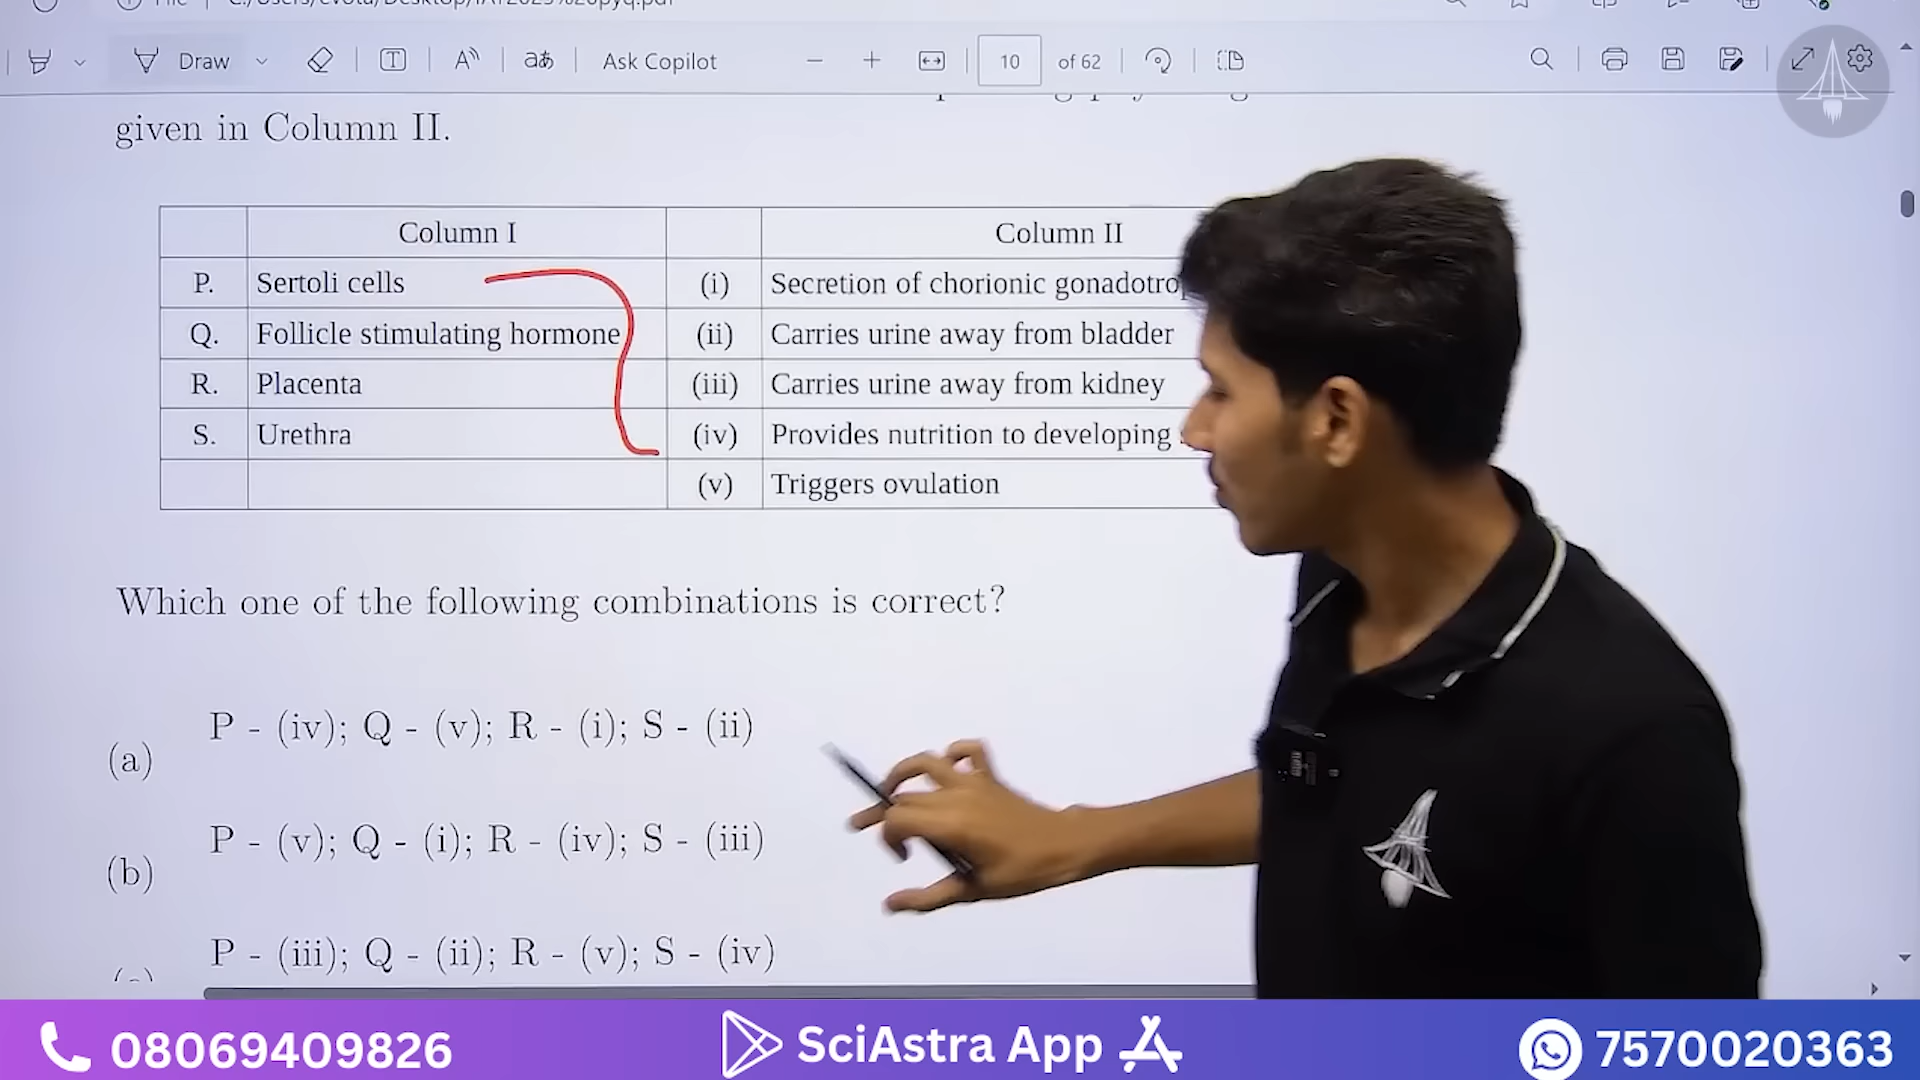 Draw
Ask Copilot
10 of 62
given in Column II.
Column I Column II
P. Sertoli cells (i) Secretion of chorionic
Q. Follicle stimulating hormone (ii) Carries urine away from bladder
R. Placenta (iii) Carries urine away from kidney
S. Urethra (iv) Provides nutrition to developing
(v) Triggers ovulation
Which one of the following combinations is correct?
(a) P - (iv); Q - (v); R - (i); S - (ii)
(b) P - (v); Q - (i); R - (iv); S - (iii)
P - (iii); Q - (ii); R - (v); S - (iv)
08069409826 SciAstra App 7570020363